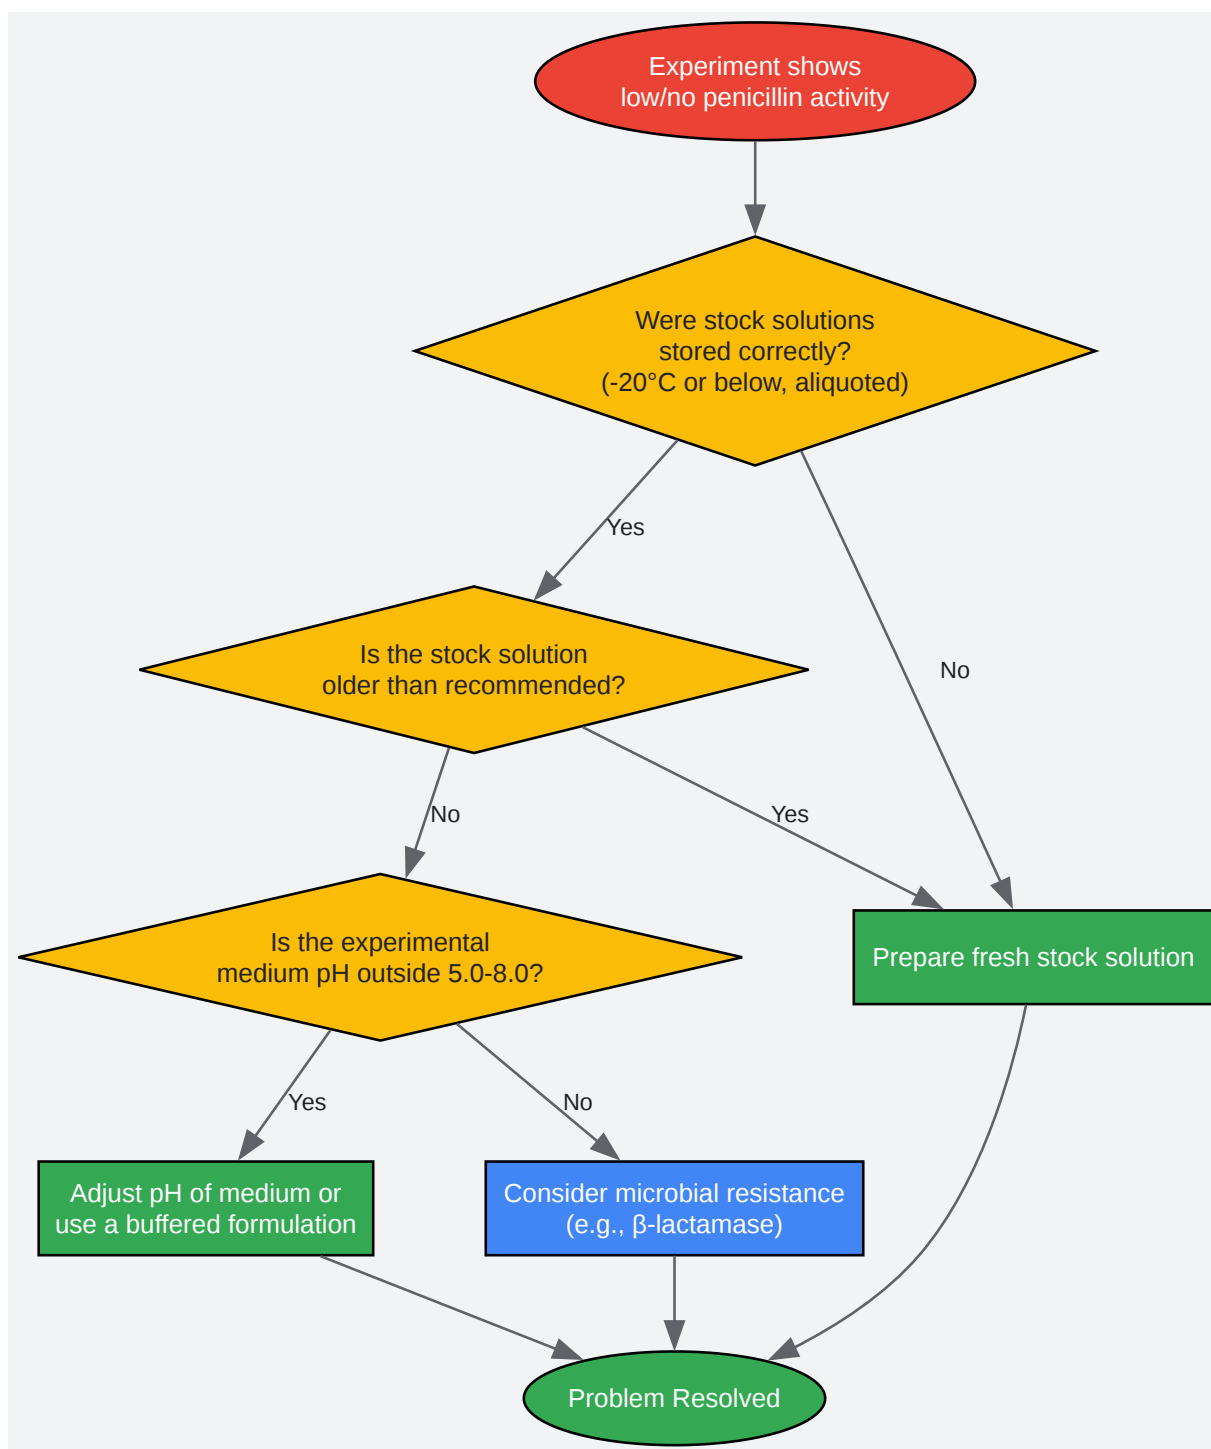 Experiment shows
low/no penicillin activity
Were stock solutions
stored correctly?
(-20°C or below, aliquoted)
Yes
No
Is the stock solution
older than recommended?
No
Yes
Is the experimental
medium pH outside 5.0-8.0?
Prepare fresh stock solution
Yes
No
Adjust pH of medium or
use a buffered formulation
Consider microbial resistance
(e.g., β-lactamase)
Problem Resolved